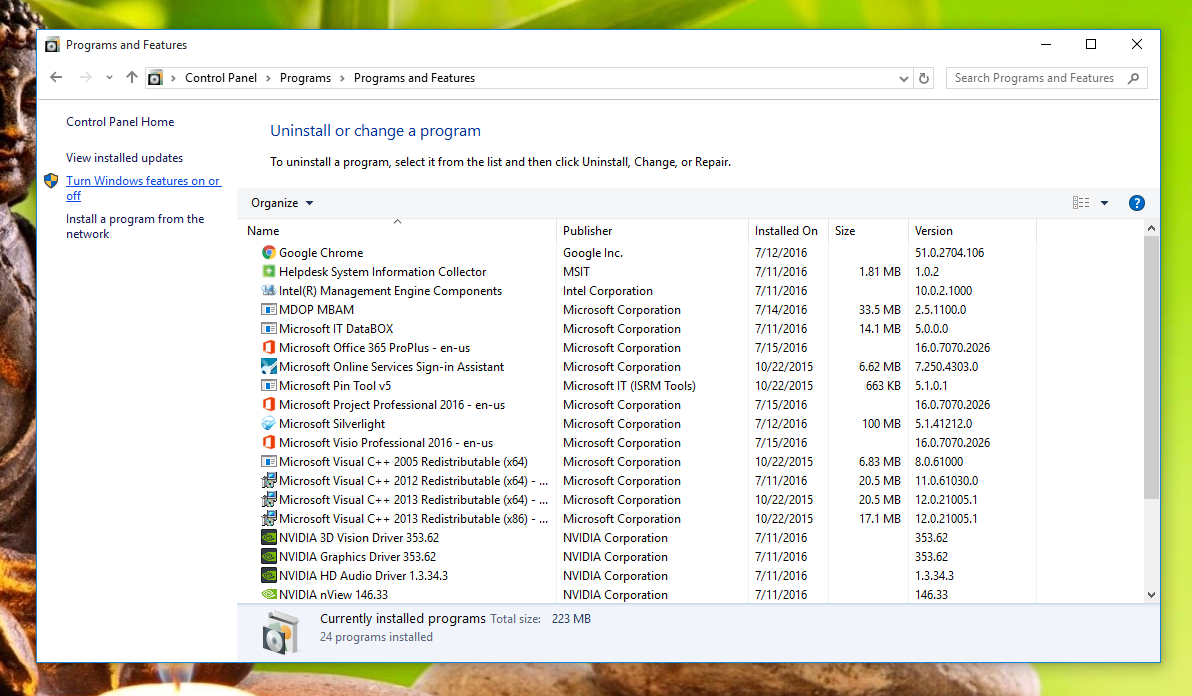 Programs and Features
Control Panel > Programs > Programs and Features
Search Programs and Features
Control Panel Home
View installed updates
Turn Windows features on or
off
Install a program from the
network
Uninstall or change a program
To uninstall a program, select it from the list and then click Uninstall, Change, or Repair.
Organize
?
Name Publisher Installed On Size Version
Google Chrome Google Inc. 7/12/2016 51.0.2704.106
Helpdesk System Information Collector MSIT 7/11/2016 1.81 MB 1.0.2
Intel(R) Management Engine Components Intel Corporation 7/11/2016 10.0.2.1000
MDOP MBAM Microsoft Corporation 7/14/2016 33.5 MB 2.5.1100.0
Microsoft IT DataBOX Microsoft Corporation 7/11/2016 14.1 MB 5.0.0.0
Microsoft Office 365 ProPlus - en-us Microsoft Corporation 7/15/2016 16.0.7070.2026
Microsoft Online Services Sign-in Assistant Microsoft Corporation 10/22/2015 6.62 MB 7.250.4303.0
Microsoft Pin Tool v5 Microsoft IT (ISRM Tools) 10/22/2015 663 KB 5.1.0.1
Microsoft Project Professional 2016 - en-us Microsoft Corporation 7/15/2016 16.0.7070.2026
Microsoft Silverlight Microsoft Corporation 7/12/2016 100 MB 5.1.41212.0
Microsoft Visio Professional 2016 - en-us Microsoft Corporation 7/15/2016 16.0.7070.2026
Microsoft Visual C++ 2005 Redistributable (x64) Microsoft Corporation 10/22/2015 6.83 MB 8.0.61000
Microsoft Visual C++ 2012 Redistributable (x64) - ... Microsoft Corporation 7/11/2016 20.5 MB 11.0.61030.0
Microsoft Visual C++ 2013 Redistributable (x64) - ... Microsoft Corporation 10/22/2015 20.5 MB 12.0.21005.1
Microsoft Visual C++ 2013 Redistributable (x86) - ... Microsoft Corporation 10/22/2015 17.1 MB 12.0.21005.1
NVIDIA 3D Vision Driver 353.62 NVIDIA Corporation 7/11/2016 353.62
NVIDIA Graphics Driver 353.62 NVIDIA Corporation 7/11/2016 353.62
NVIDIA HD Audio Driver 1.3.34.3 NVIDIA Corporation 7/11/2016 1.3.34.3
NVIDIA nView 146.33 NVIDIA Corporation 7/11/2016 146.33
Currently installed programs Total size: 223 MB
24 programs installed